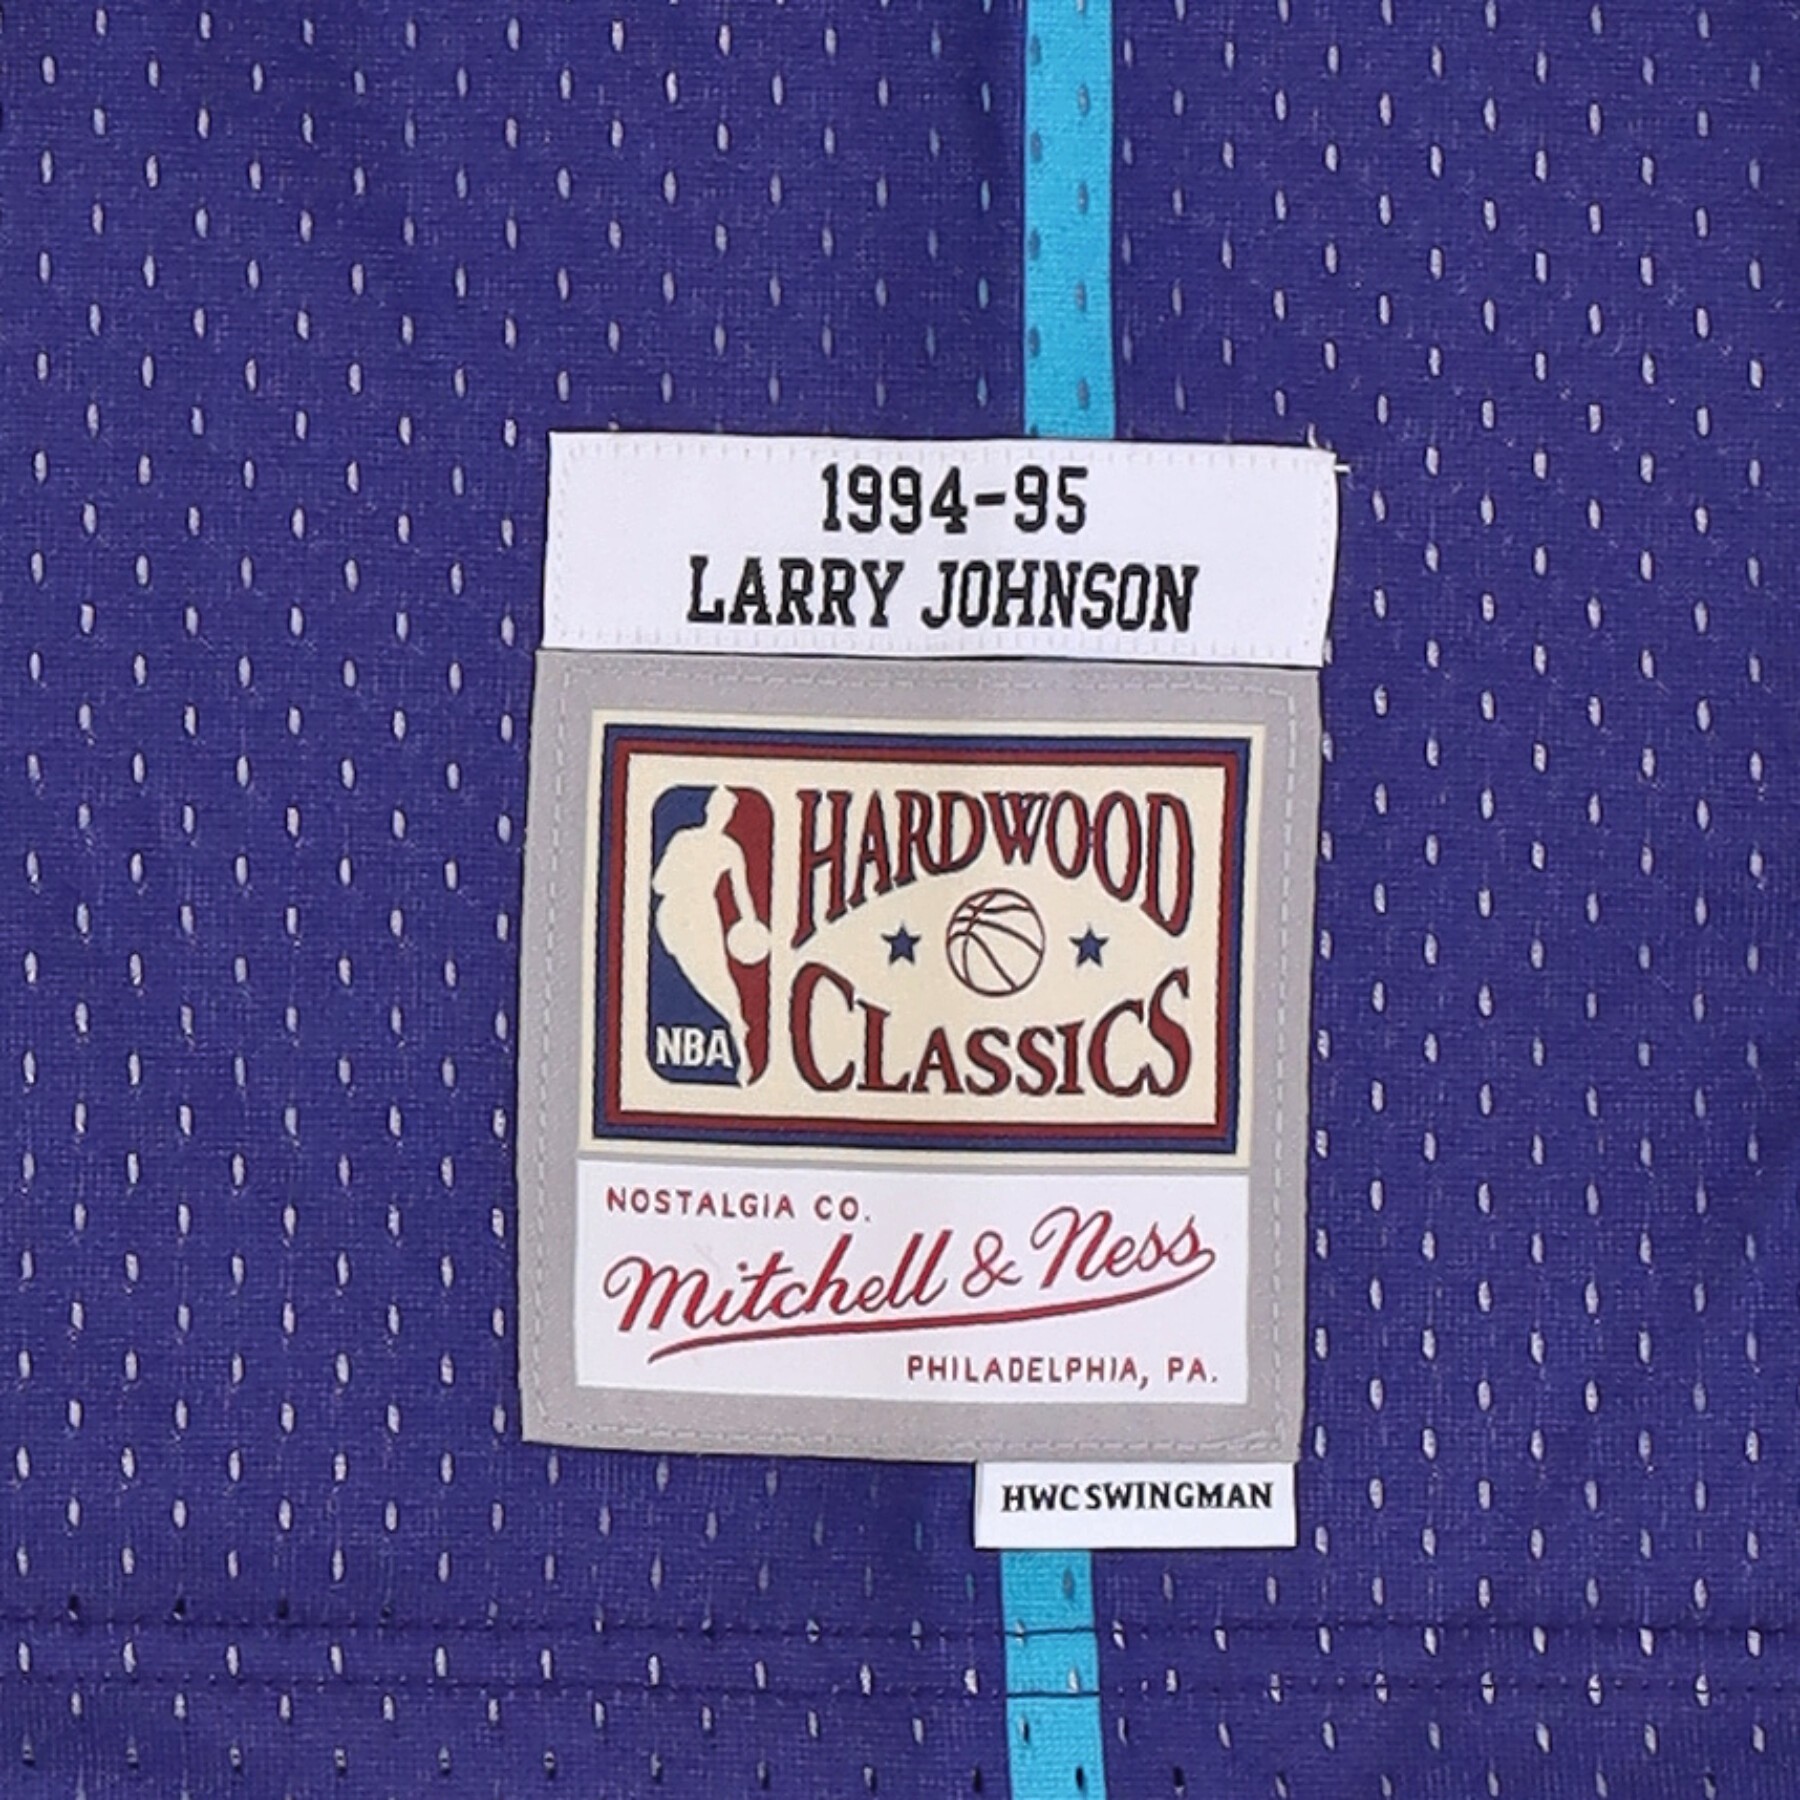 1994-95
LARRY JOHNSON
HARDWOOD
CLASSICS
NBA
NOSTALGIA CO.
Mitchell & Ness
PHILADELPHIA, PA.
HWC SWINGMAN